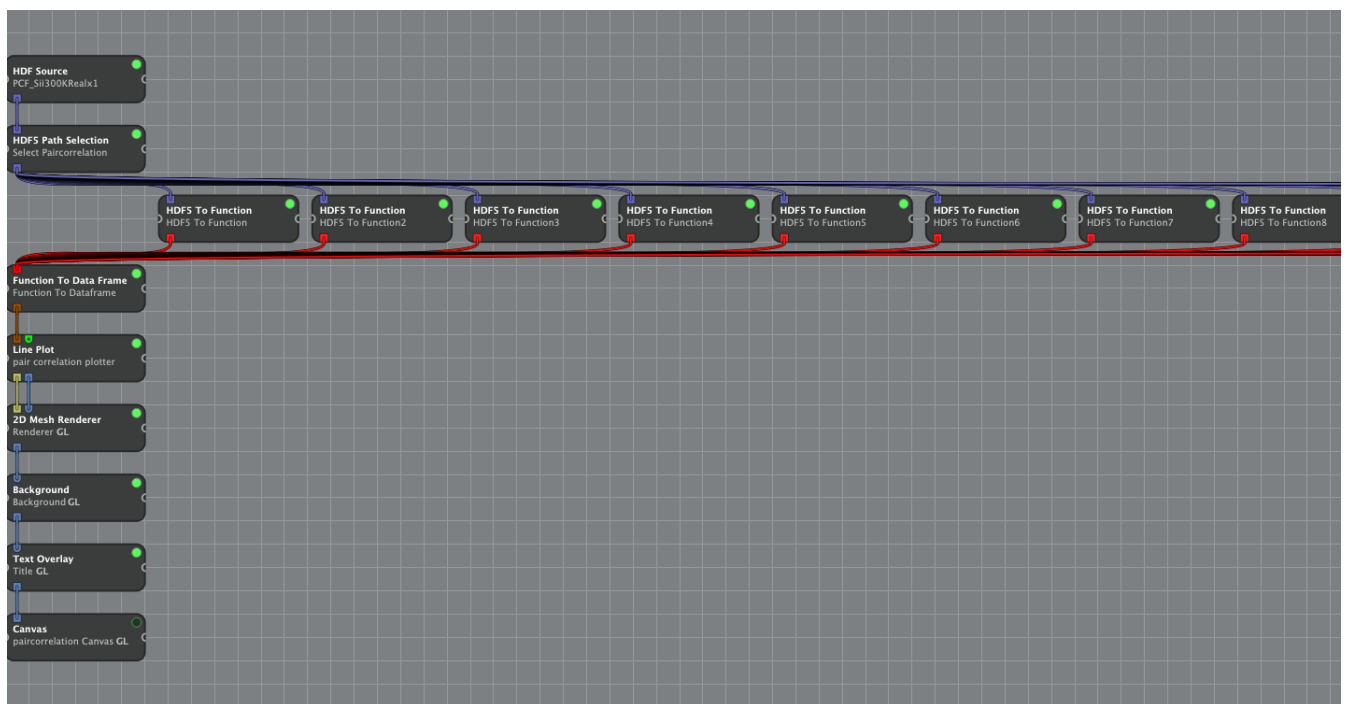 HDF Source
PCF_Sii300KRealx1
HDF5 Path Selection
Select Paircorrelation
HDF5 To Function
HDF5 To Function
HDF5 To Function
HDF5 To Function2
HDF5 To Function
HDF5 To Function3
HDF5 To Function
HDF5 To Function4
HDF5 To Function
HDF5 To Function5
HDF5 To Function
HDF5 To Function6
HDF5 To Function
HDF5 To Function7
HDF5 To Function
HDF5 To Function8
Function To Data Frame
Function To Dataframe
Line Plot
pair correlation plotter
2D Mesh Renderer
Renderer GL
Background
Background GL
Text Overlay
Title GL
Canvas
paircorrelation Canvas GL